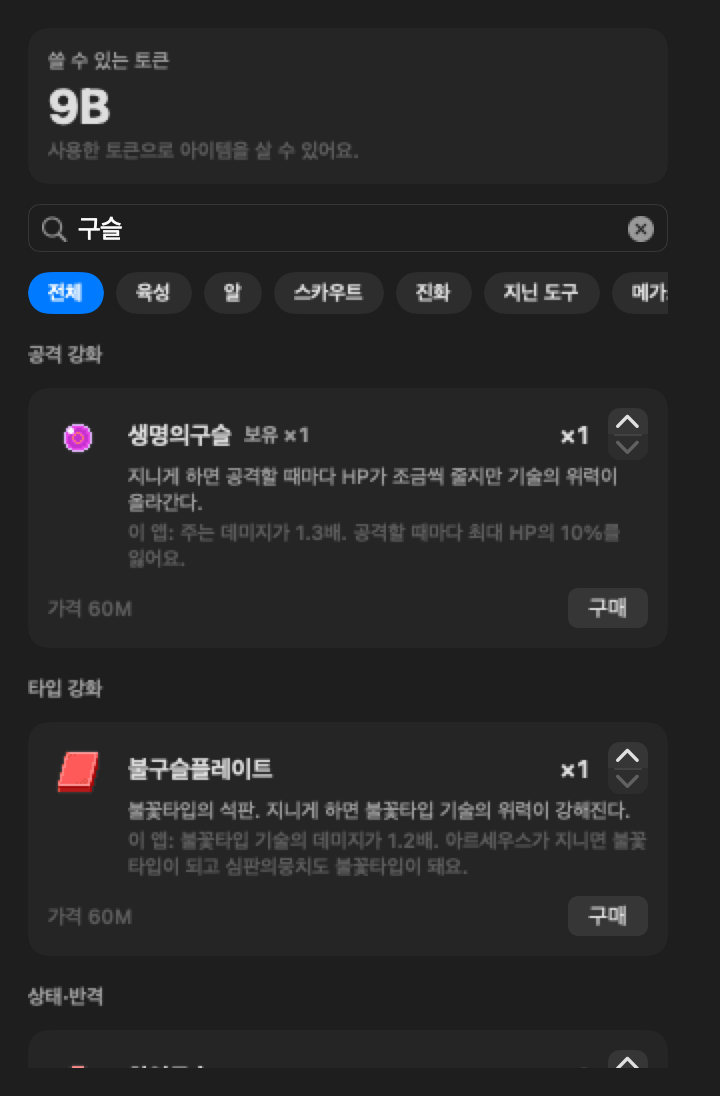 쓸 수 있는 토큰
9B
사용한 토큰으로 아이템을 살 수 있어요.
구슬
전체 육성 알 스카우트 진화 지닌 도구 메가
공격 강화
생명의구슬 보유 ×1 ×1
지니게 하면 공격할 때마다 HP가 조금씩 줄지만 기술의 위력이
올라간다.
이 앱: 주는 데미지가 1.3배. 공격할 때마다 최대 HP의 10%를
잃어요.
가격 60M 구매
타입 강화
불구슬플레이트 ×1
불꽃타입의 석판. 지니게 하면 불꽃타입 기술의 위력이 강해진다.
이 앱: 불꽃타입 기술의 데미지가 1.2배. 아르세우스가 지니면 불꽃
타입이 되고 심판의뭉치도 불꽃타입이 돼요.
가격 60M 구매
상태·반격